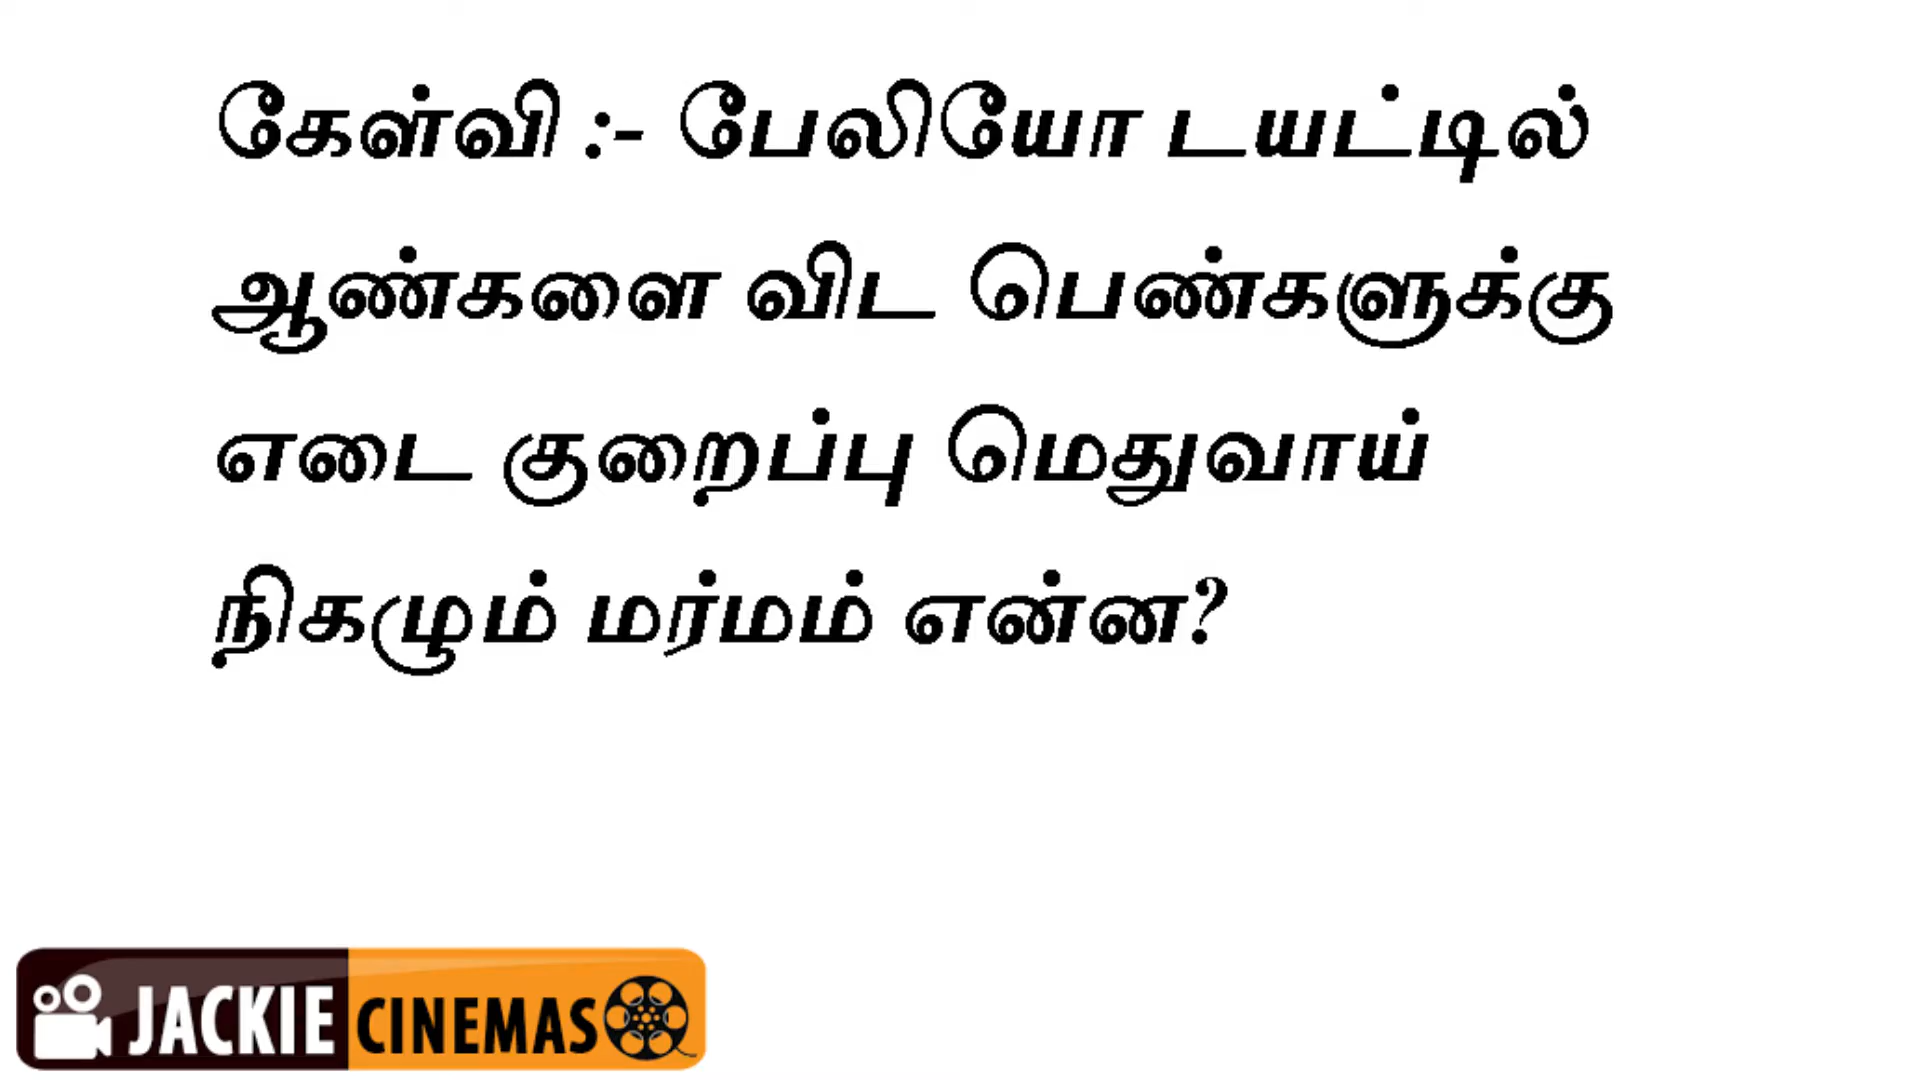 கேள்வி :- பேலியோ டயட்டில்
ஆண்களை விட பெண்களுக்கு
எடை குறைப்பு மெதுவாய்
நிகழும் மர்மம் என்ன?
JACKIE CINEMAS